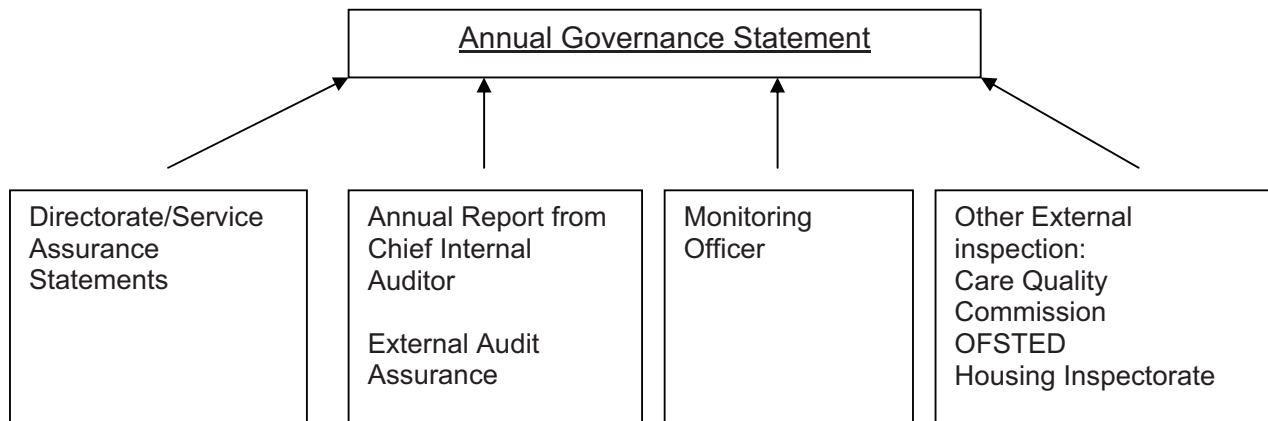 Annual Governance Statement
Directorate/Service
Assurance
Statements
Annual Report from
Chief Internal
Auditor
External Audit
Assurance
Monitoring
Officer
Other External
inspection:
Care Quality
Commission
OFSTED
Housing Inspectorate